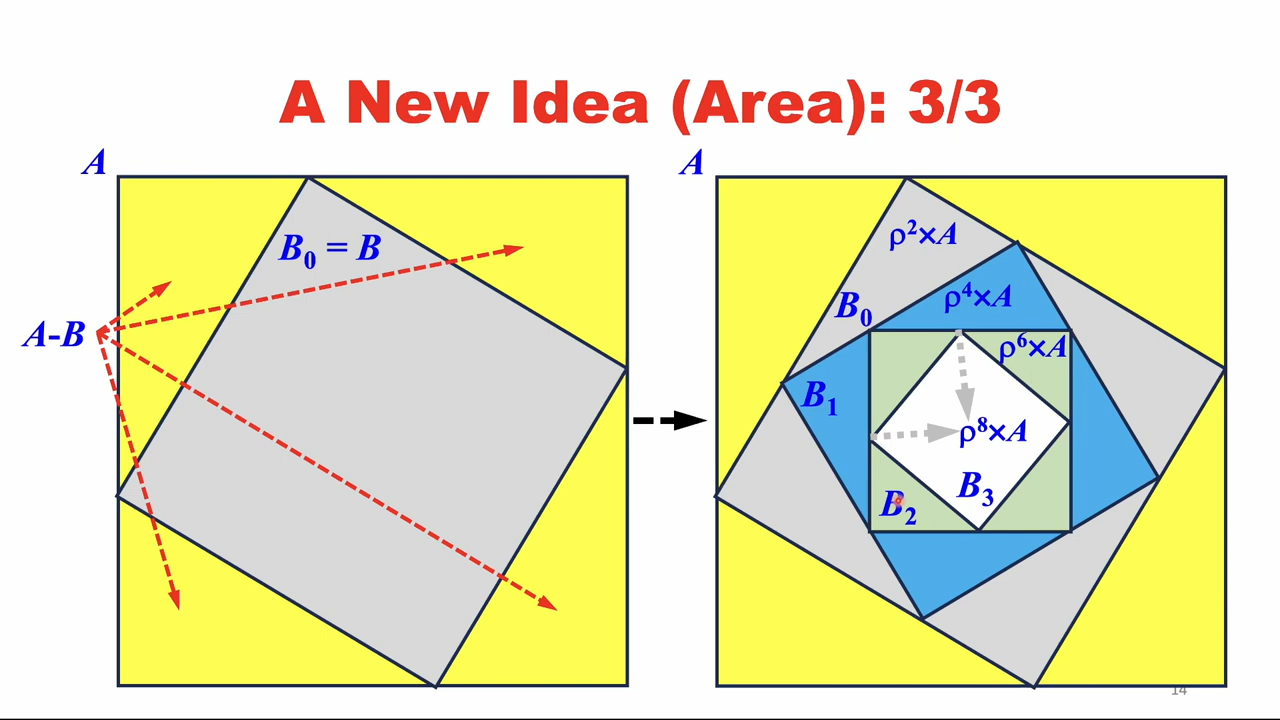 A New Idea (Area): 3/3
A
B₀ = B
A-B
A
ρ²×A
B₀
ρ⁴×A
ρ⁶×A
B₁
ρ⁸×A
B₂
B₃
14